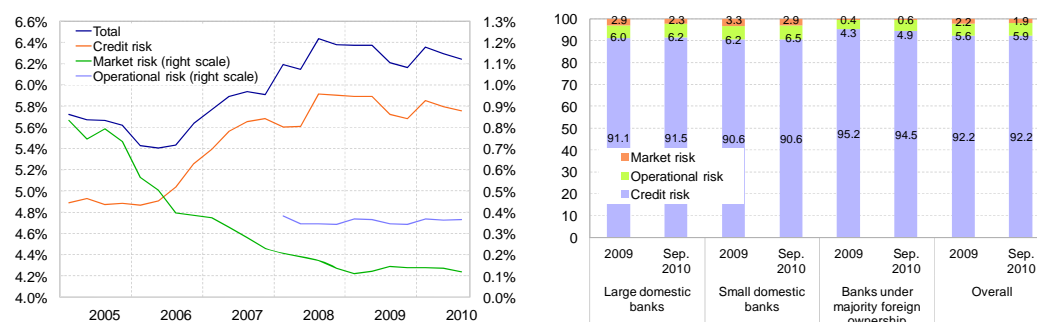 6.6% 1.3%
6.4% 1.2%
6.2% 1.1%
6.0% 1.0%
5.8% 0.9%
5.6% 0.8%
5.4% 0.7%
5.2% 0.6%
5.0% 0.5%
4.8% 0.4%
4.6% 0.3%
4.4% 0.2%
4.2% 0.1%
4.0% 0.0%
Total
Credit risk
Market risk (right scale)
Operational risk (right scale)
2005 2006 2007 2008 2009 2010
100
90
80
70
60
50
40
30
20
10
0
2.9 2.3 3.3 2.9 0.4 0.6 2.2 1.9
6.0 6.2 6.2 6.5 4.3 4.9 5.6 5.9
91.1 91.5 90.6 90.6 95.2 94.5 92.2 92.2
Market risk
Operational risk
Credit risk
2009 Sep. 2009 Sep. 2009 Sep. 2009 Sep.
2010 2010 2010 2010
Large domestic Small domestic Banks under Overall
banks banks majority foreign
ownership